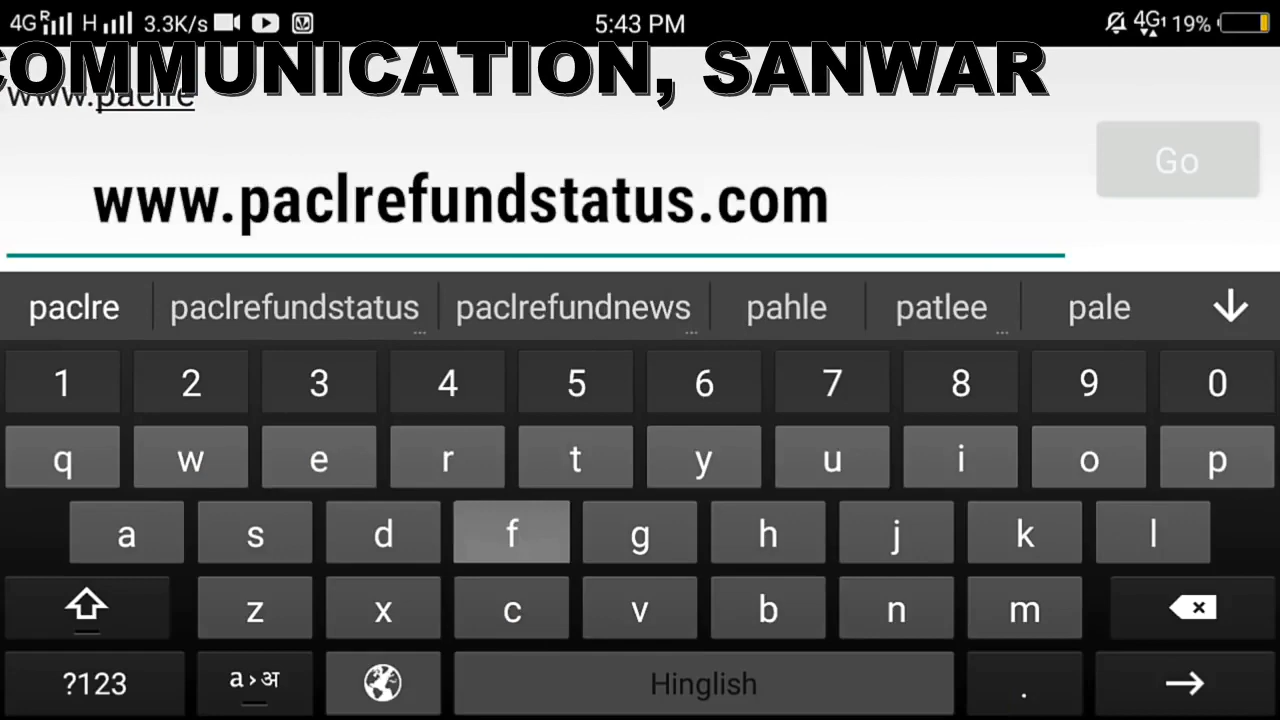 4G R H 3.3K/s 5:43 PM 4G1 19%
COMMUNICATION, SANWAR
www.paclre
Go
www.paclrefundstatus.com
paclre paclrefundstatus paclrefundnews pahle patlee pale
1 2 3 4 5 6 7 8 9 0
q w e r t y u i o p
a s d f g h j k l
z x c v b n m
?123 a›अ Hinglish .